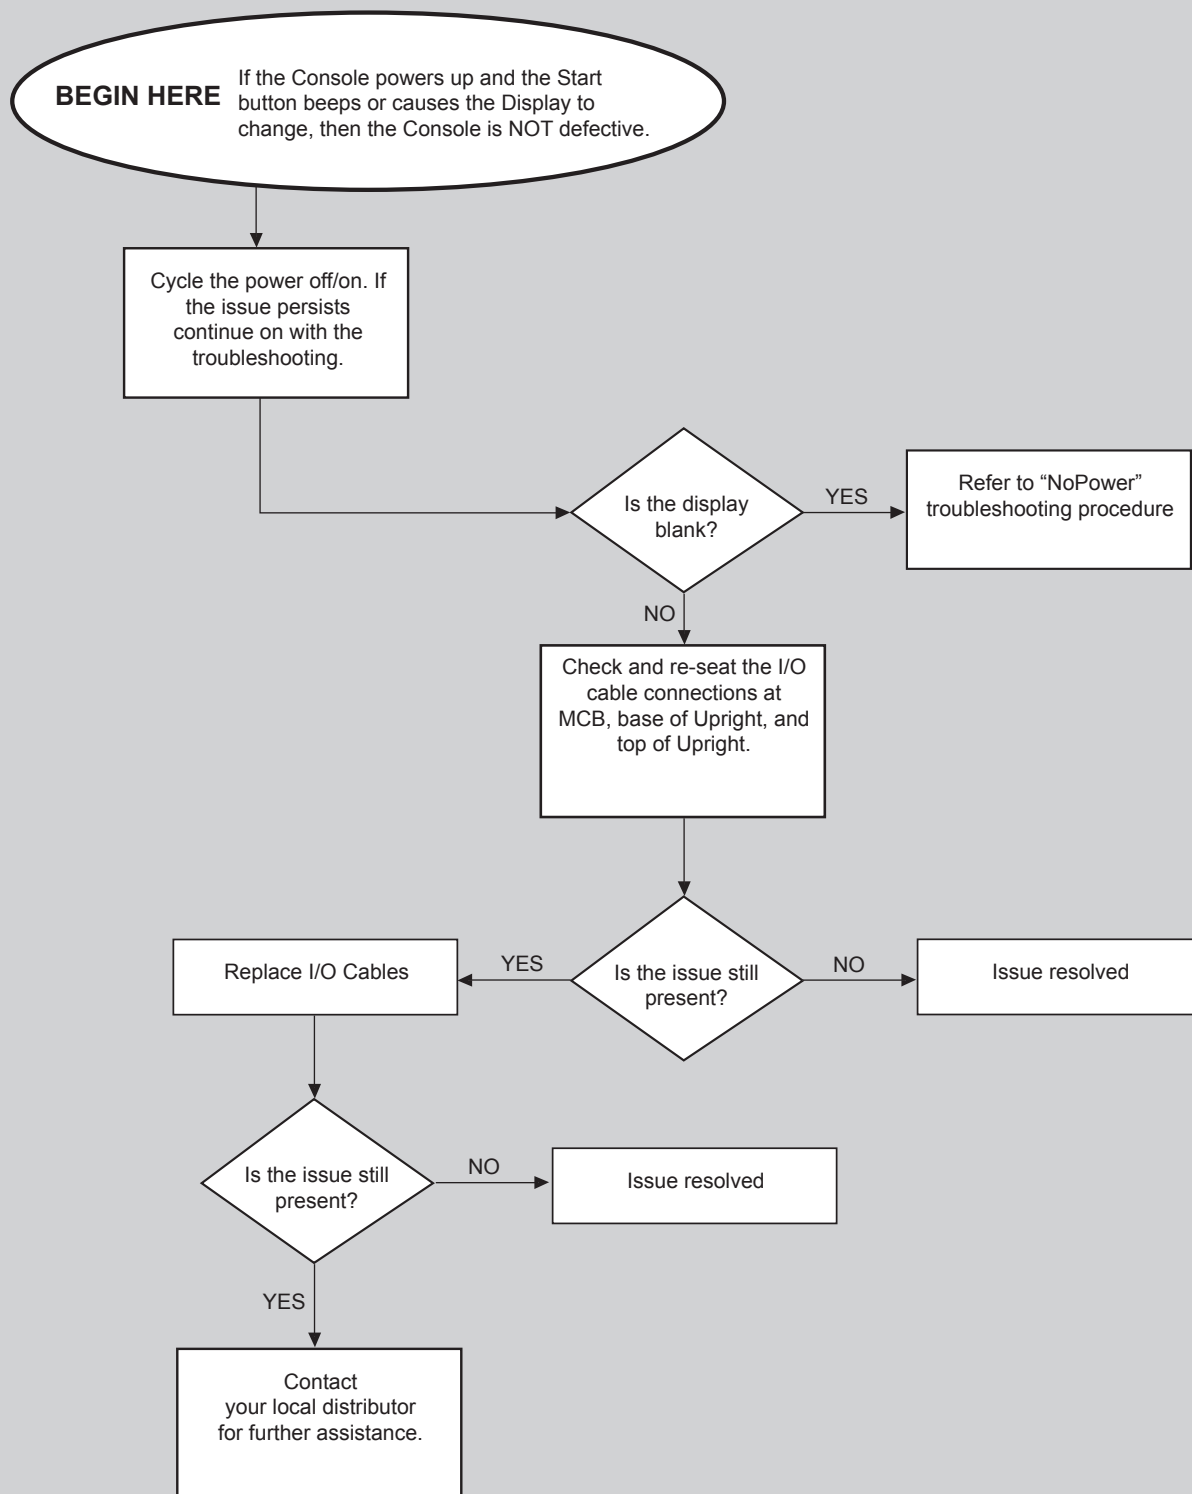 BEGIN HERE
If the Console powers up and the Start
button beeps or causes the Display to
change, then the Console is NOT defective.
Cycle the power off/on. If
the issue persists
continue on with the
troubleshooting.
Is the display
blank?
YES
Refer to “NoPower”
troubleshooting procedure
NO
Check and re-seat the I/O
cable connections at
MCB, base of Upright, and
top of Upright.
Replace I/O Cables
YES
Is the issue still
present?
NO
Issue resolved
Is the issue still
present?
NO
Issue resolved
YES
Contact
your local distributor
for further assistance.